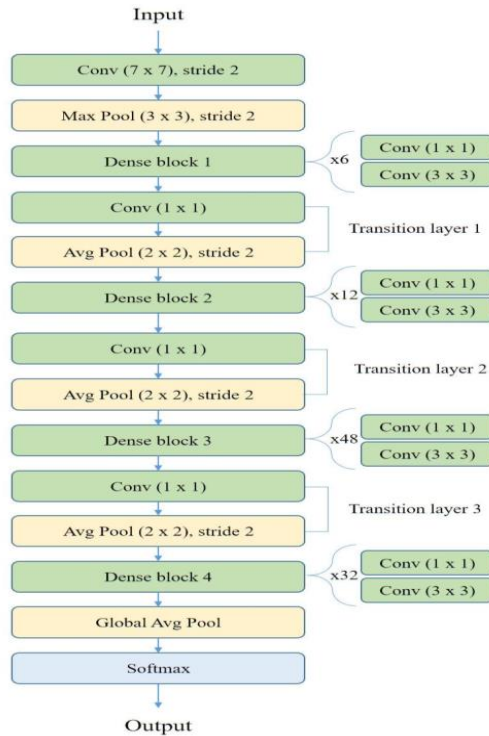 Input
Conv (7 x 7), stride 2
Max Pool (3 x 3), stride 2
Dense block 1
x6
Conv (1 x 1)
Conv (3 x 3)
Conv (1 x 1)
Avg Pool (2 x 2), stride 2
Transition layer 1
Dense block 2
x12
Conv (1 x 1)
Conv (3 x 3)
Conv (1 x 1)
Avg Pool (2 x 2), stride 2
Transition layer 2
Dense block 3
x48
Conv (1 x 1)
Conv (3 x 3)
Conv (1 x 1)
Avg Pool (2 x 2), stride 2
Transition layer 3
Dense block 4
x32
Conv (1 x 1)
Conv (3 x 3)
Global Avg Pool
Softmax
Output